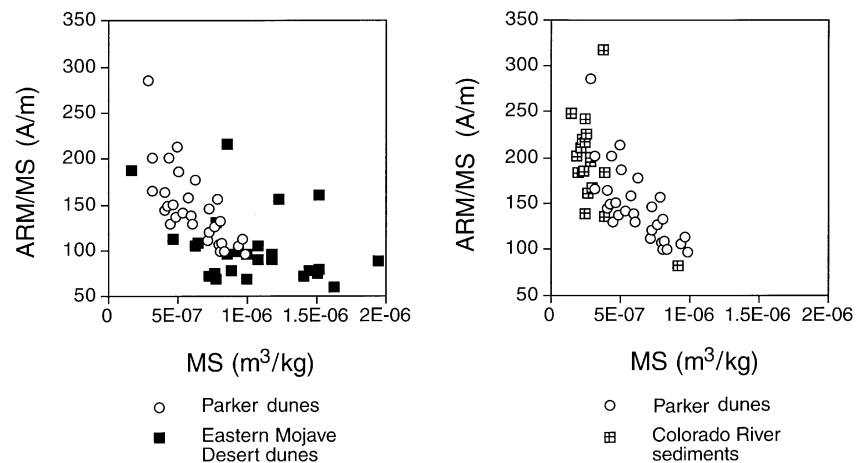 350
300
250
200
150
100
50
ARM/MS (A/m)
0
5E-07
1E-06
1.5E-06
2E-06
MS (m³/kg)
Parker dunes
Eastern Mojave
Desert dunes
350
300
250
200
150
100
50
ARM/MS (A/m)
0
5E-07
1E-06
1.5E-06
2E-06
MS (m³/kg)
Parker dunes
Colorado River
sediments